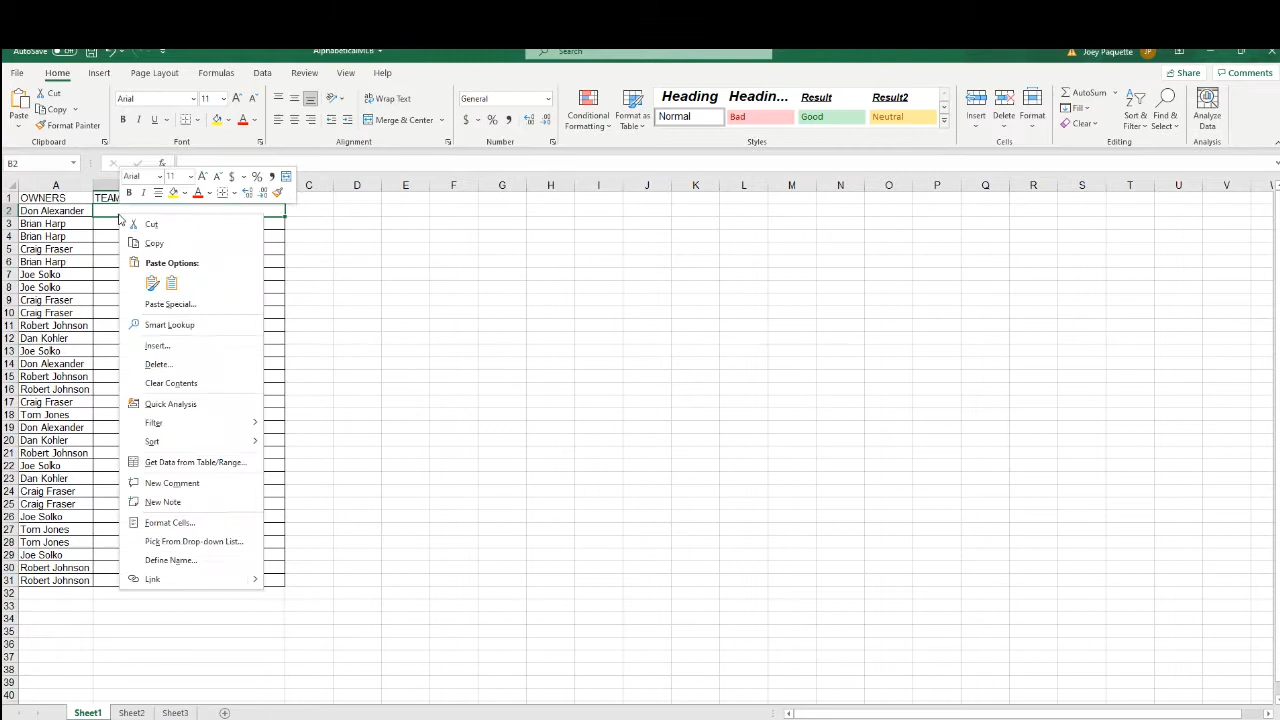 AutoSave Off AlphabeticalMLB Search Joey Paquette JP
File Home Insert Page Layout Formulas Data Review View Help Share Comments
Cut Arial 11 Wrap Text General Heading Headin... Result Result2 AutoSum
Paste Copy Conditional Format as Normal Bad Good Neutral Insert Delete Format Fill Sort & Find & Analyze
Format Painter B I U Merge & Center $ % Formatting Table Clear Filter Select Data
Clipboard Font Alignment Number Styles Cells Editing
B2 fx
Arial 11 $ %
B I
A C D E F G H I J K L M N O P Q R S T U V W
1 OWNERS TEAM
2 Don Alexander
3 Brian Harp
4 Brian Harp
5 Craig Fraser
6 Brian Harp
7 Joe Solko
8 Joe Solko
9 Craig Fraser
10 Craig Fraser
11 Robert Johnson
12 Dan Kohler
13 Joe Solko
14 Don Alexander
15 Robert Johnson
16 Robert Johnson
17 Craig Fraser
18 Tom Jones
19 Don Alexander
20 Dan Kohler
21 Robert Johnson
22 Joe Solko
23 Dan Kohler
24 Craig Fraser
25 Craig Fraser
26 Joe Solko
27 Tom Jones
28 Tom Jones
29 Joe Solko
30 Robert Johnson
31 Robert Johnson
32
33
34
35
36
37
38
39
40
Cut
Copy
Paste Options:
Paste Special...
Smart Lookup
Insert...
Delete...
Clear Contents
Quick Analysis
Filter
Sort
Get Data from Table/Range...
New Comment
New Note
Format Cells...
Pick From Drop-down List...
Define Name...
Link
Sheet1 Sheet2 Sheet3